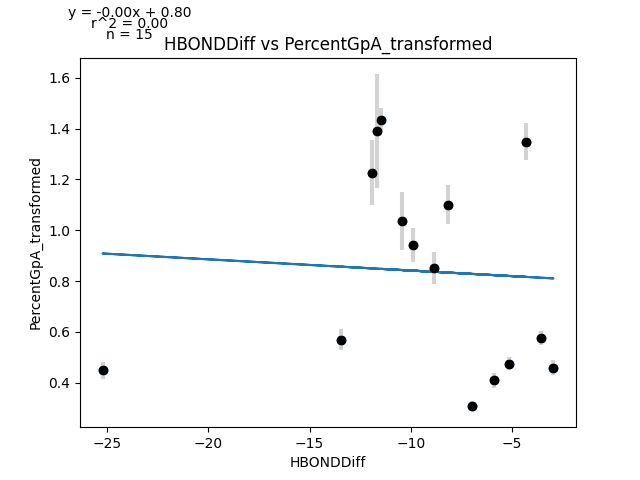 y = -0.00x + 0.80
r^2 = 0.00
n = 15
HBONDDiff vs PercentGpA_transformed
PercentGpA_transformed
1.6
1.4
1.2
1.0
0.8
0.6
0.4
−25 −20 −15 −10 −5
HBONDDiff